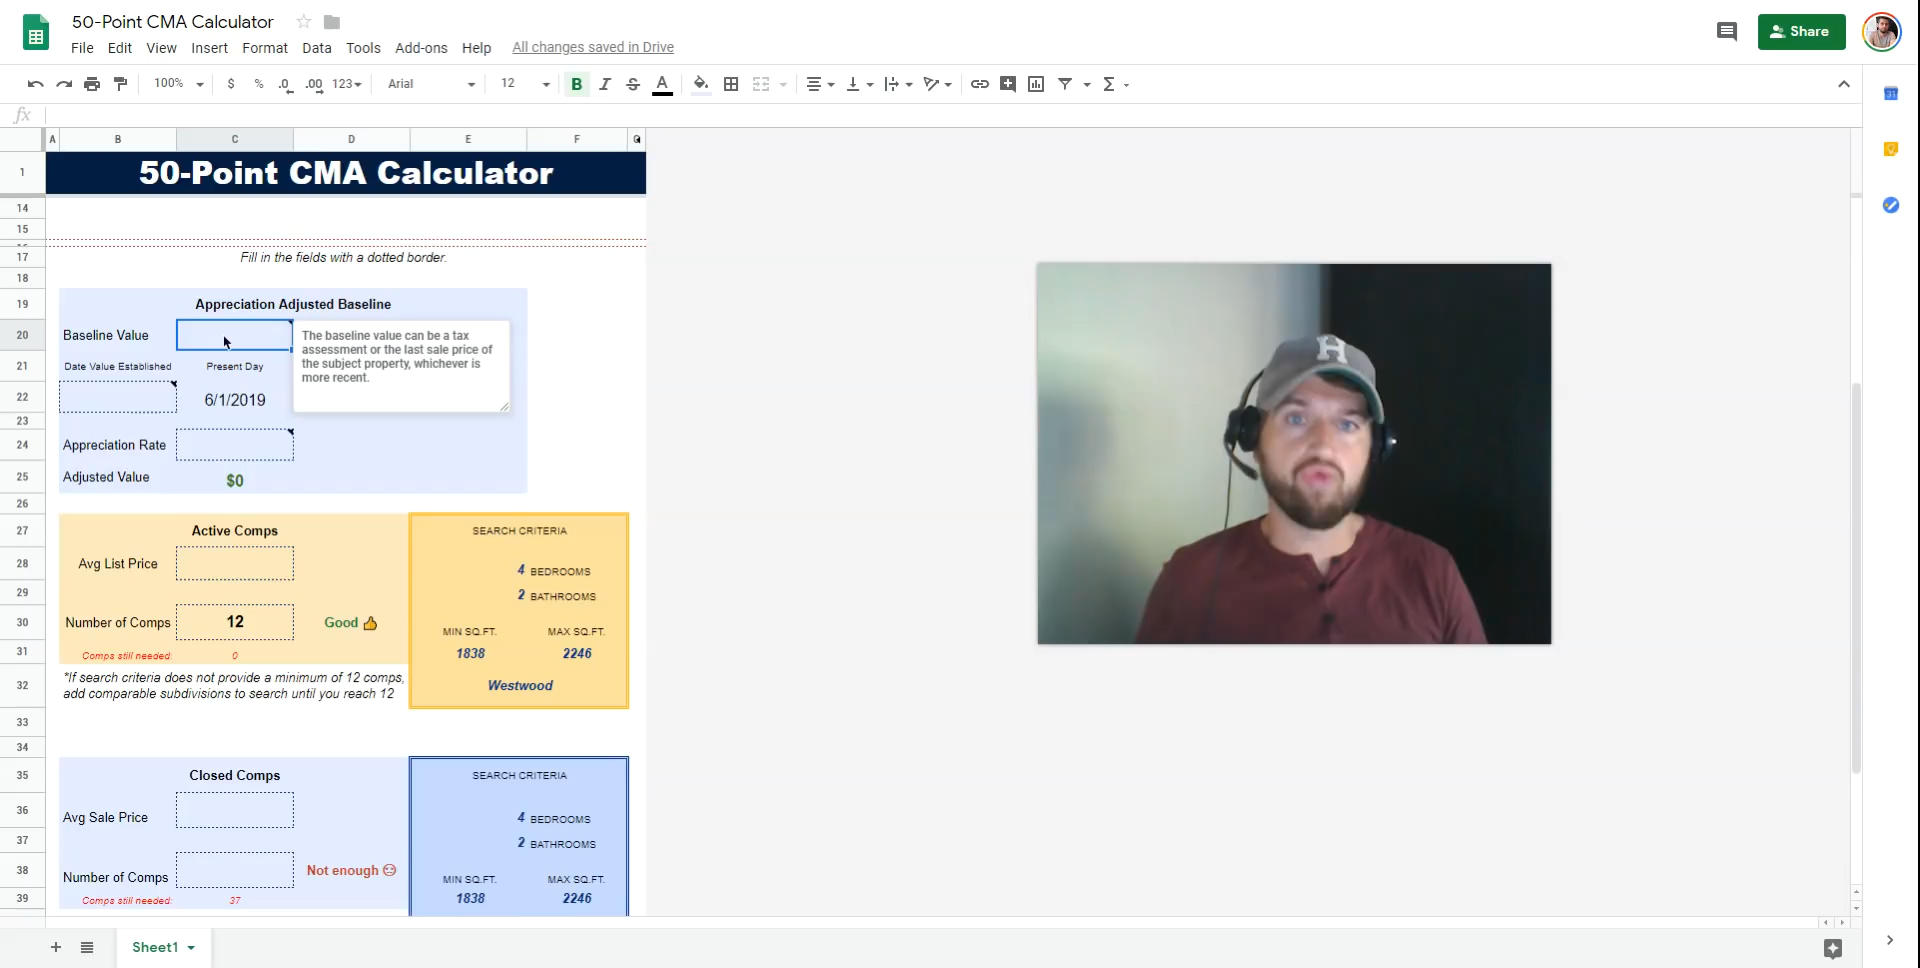 50-Point CMA Calculator
File Edit View Insert Format Data Tools Add-ons Help All changes saved in Drive
Share
100% $ % .0 .00 123 Arial 12 B I S A Σ
31
fx
A B C D E F G
1 50-Point CMA Calculator
14
15
17 Fill in the fields with a dotted border.
18
19 Appreciation Adjusted Baseline
20 Baseline Value
The baseline value can be a tax
assessment or the last sale price of
the subject property, whichever is
more recent.
21 Date Value Established Present Day
22 6/1/2019
23
24 Appreciation Rate
25 Adjusted Value $0
26
27 Active Comps SEARCH CRITERIA
28 Avg List Price 4 BEDROOMS
29 2 BATHROOMS
30 Number of Comps 12 Good 👍 MIN SQ.FT. MAX SQ.FT.
31 Comps still needed: 0 1838 2246
32 *If search criteria does not provide a minimum of 12 comps,
add comparable subdivisions to search until you reach 12
Westwood
33
34
35 Closed Comps SEARCH CRITERIA
36 Avg Sale Price 4 BEDROOMS
37 2 BATHROOMS
38 Number of Comps Not enough MIN SQ.FT. MAX SQ.FT.
39 Comps still needed: 37 1838 2246
H
Sheet1